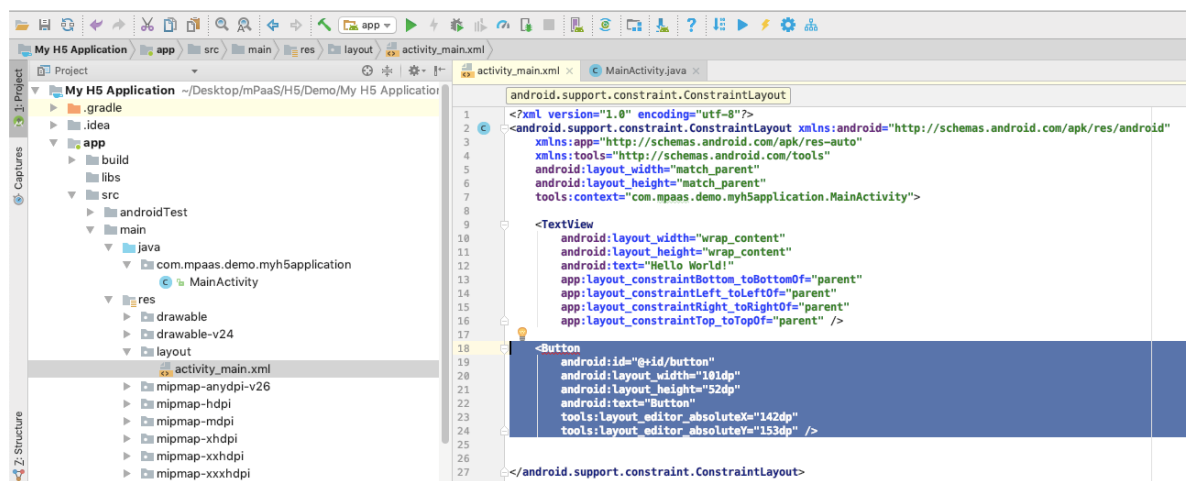 app
My H5 Application app src main res layout activity_main.xml
1: Project
Captures
Z: Structure
Project
My H5 Application ~/Desktop/mPaaS/H5/Demo/My H5 Application
.gradle
.idea
app
build
libs
src
androidTest
main
java
com.mpaas.demo.myh5application
C MainActivity
res
drawable
drawable-v24
layout
activity_main.xml
mipmap-anydpi-v26
mipmap-hdpi
mipmap-mdpi
mipmap-xhdpi
mipmap-xxhdpi
mipmap-xxxhdpi
activity_main.xml C MainActivity.java
android.support.constraint.ConstraintLayout
1 <?xml version="1.0" encoding="utf-8"?>
2 C <android.support.constraint.ConstraintLayout xmlns:android="http://schemas.android.com/apk/res/android"
3 xmlns:app="http://schemas.android.com/apk/res-auto"
4 xmlns:tools="http://schemas.android.com/tools"
5 android:layout_width="match_parent"
6 android:layout_height="match_parent"
7 tools:context="com.mpaas.demo.myh5application.MainActivity">
8
9 <TextView
10 android:layout_width="wrap_content"
11 android:layout_height="wrap_content"
12 android:text="Hello World!"
13 app:layout_constraintBottom_toBottomOf="parent"
14 app:layout_constraintLeft_toLeftOf="parent"
15 app:layout_constraintRight_toRightOf="parent"
16 app:layout_constraintTop_toTopOf="parent" />
17
18 <Button
19 android:id="@+id/button"
20 android:layout_width="101dp"
21 android:layout_height="52dp"
22 android:text="Button"
23 tools:layout_editor_absoluteX="142dp"
24 tools:layout_editor_absoluteY="153dp" />
25
26
27 </android.support.constraint.ConstraintLayout>